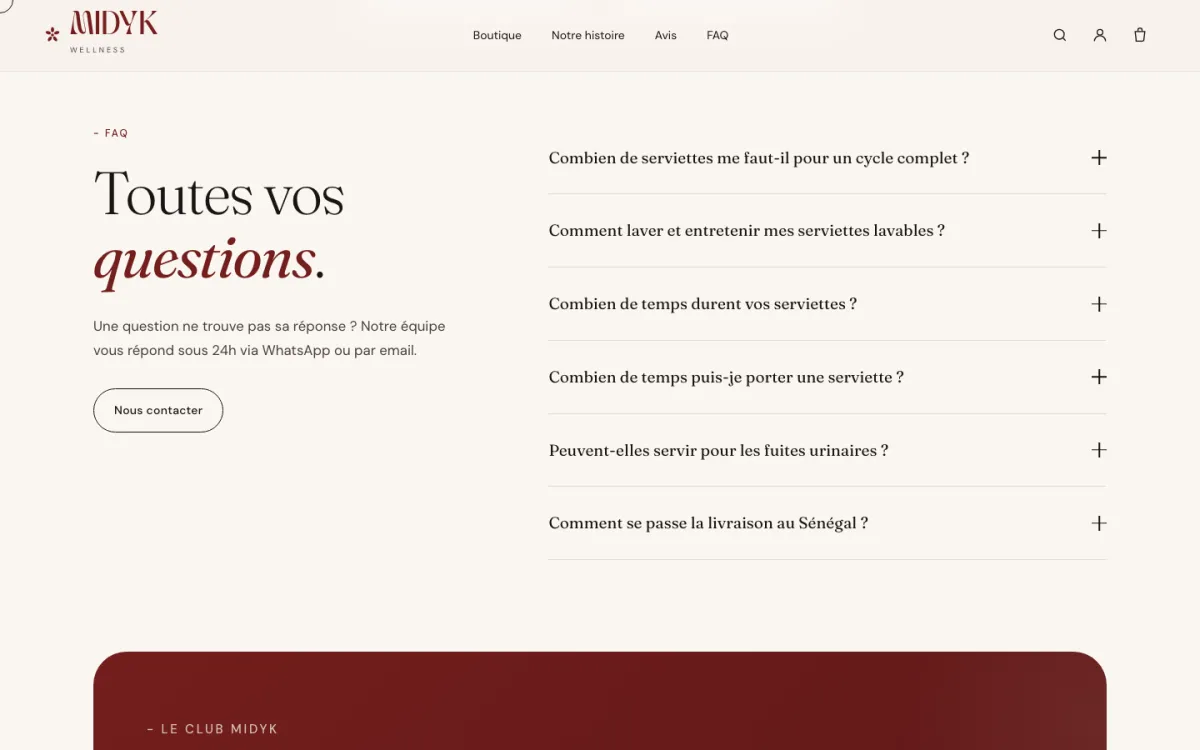 MIDYK
WELLNESS
Boutique
Notre histoire
Avis
FAQ
– FAQ
Toutes vos
questions.
Une question ne trouve pas sa réponse ? Notre équipe
vous répond sous 24h via WhatsApp ou par email.
Nous contacter
Combien de serviettes me faut-il pour un cycle complet ?
Comment laver et entretenir mes serviettes lavables ?
Combien de temps durent vos serviettes ?
Combien de temps puis-je porter une serviette ?
Peuvent-elles servir pour les fuites urinaires ?
Comment se passe la livraison au Sénégal ?
– LE CLUB MIDYK